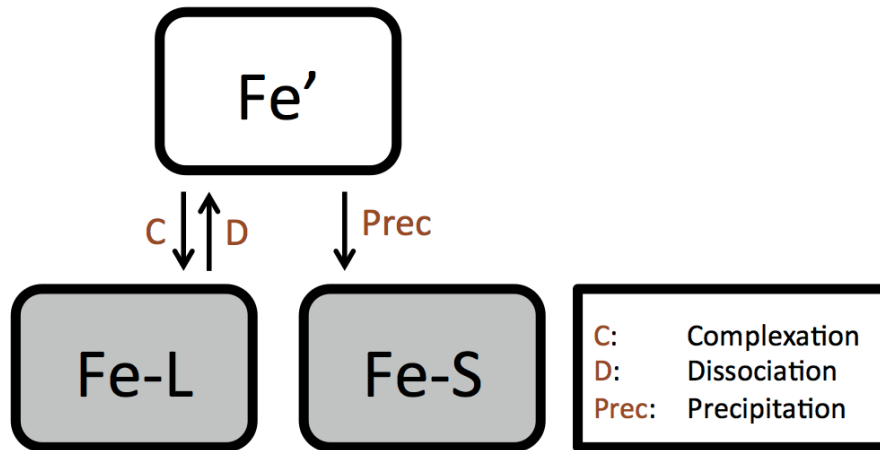 Fe’
C
D
Prec
Fe-L
Fe-S
C: Complexation
D: Dissociation
Prec: Precipitation